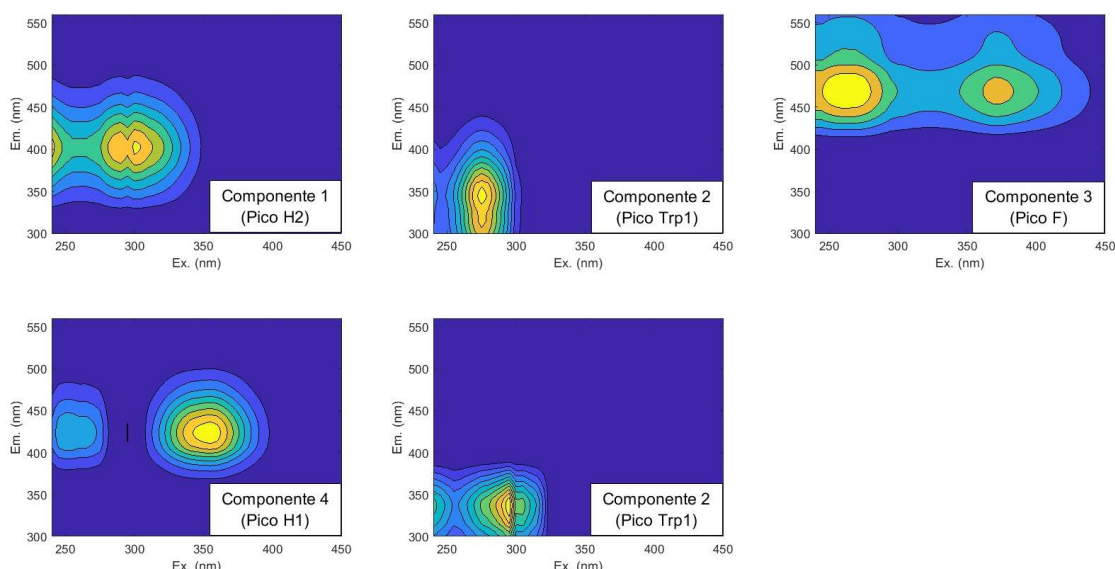 550
500
450
400
350
300
Em. (nm)
250 300 350 400 450
Ex. (nm)
Componente 1
(Pico H2)
550
500
450
400
350
300
Em. (nm)
250 300 350 400 450
Ex. (nm)
Componente 2
(Pico Trp1)
550
500
450
400
350
300
Em. (nm)
250 300 350 400 450
Ex. (nm)
Componente 3
(Pico F)
550
500
450
400
350
300
Em. (nm)
250 300 350 400 450
Ex. (nm)
Componente 4
(Pico H1)
550
500
450
400
350
300
Em. (nm)
250 300 350 400 450
Ex. (nm)
Componente 2
(Pico Trp1)